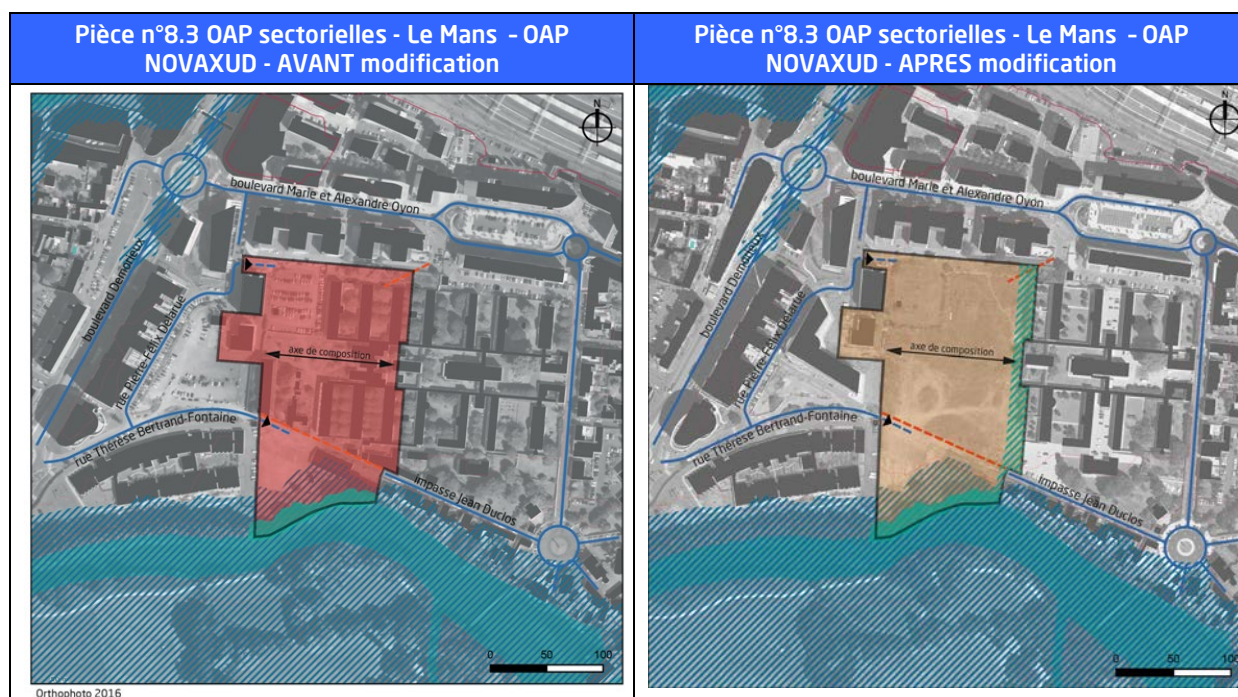 Pièce n°8.3 OAP sectorielles - Le Mans - OAP
NOVAXUD - AVANT modification
Pièce n°8.3 OAP sectorielles - Le Mans - OAP
NOVAXUD - APRES modification
N
boulevard Marie et Alexandre Oyon
boulevard Demorieux
rue Pierre-Félix Delarue
axe de composition
rue Thérèse Bertrand-Fontaine
Impasse Jean Duclos
0 50 100
Orthophoto 2016
N
boulevard Marie et Alexandre Oyon
boulevard Demorieux
rue Pierre-Félix Delarue
axe de composition
rue Thérèse Bertrand-Fontaine
Impasse Jean Duclos
0 50 100